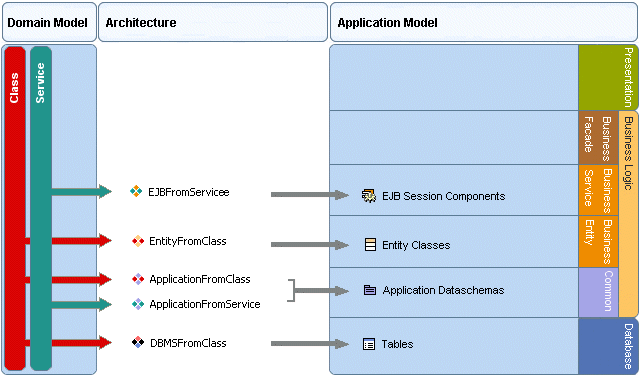 Domain Model
Architecture
Application Model
Class
Service
EJBFromServicee
EntityFromClass
ApplicationFromClass
ApplicationFromService
DBMSFromClass
EJB Session Components
Entity Classes
Application Dataschemas
Tables
Presentation
Business
Facade
Business
Service
Business
Entity
Common
Business Logic
Database